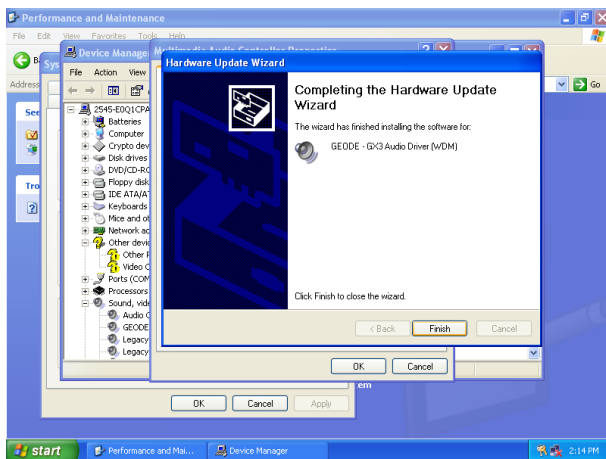 Performance and Maintenance
File Edit View Favorites Tools Help
Address
Go
See
Tro
Sys
Device Manager
File Action View
2545-E0Q1CPA
Batteries
Computer
Crypto dev
Disk drives
DVD/CD-RO
Floppy disk
IDE ATA/AT
Keyboards
Mice and ot
Network ad
Other devic
Other P
Video C
Ports (COM
Processors
Sound, vide
Audio C
GEODE
Legacy
Legacy
Multimedia Audio Controller Properties
Hardware Update Wizard
Completing the Hardware Update
Wizard
The wizard has finished installing the software for:
GEODE - GX3 Audio Driver (WDM)
Click Finish to close the wizard.
< Back Finish Cancel
OK Cancel
em
OK Cancel Apply
start
Performance and Mai...
Device Manager
2:14 PM